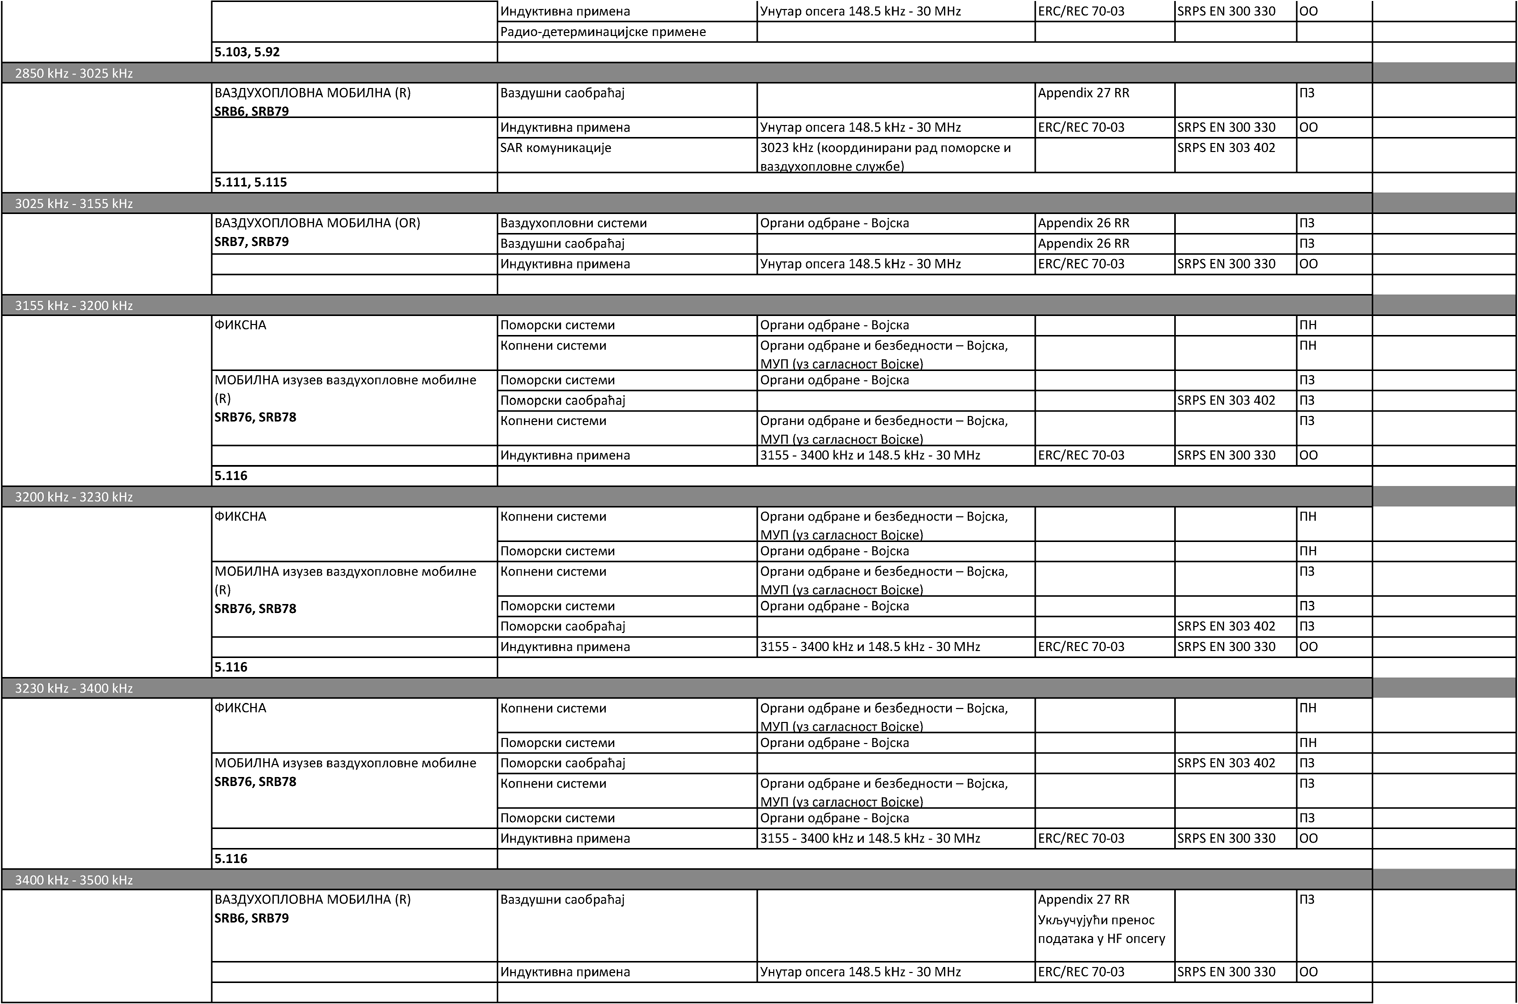 Индуктивна примена Унутар опсега 148.5 kHz - 30 MHz ERC/REC 70-03 SRPS EN 300 330 ОО
Радио-детерминацијске примене
5.103, 5.92
2850 kHz - 3025 kHz
ВАЗДУХОПЛОВНА МОБИЛНА (R) Ваздушни саобраћај Appendix 27 RR ПЗ
SRB6, SRB79
Индуктивна примена Унутар опсега 148.5 kHz - 30 MHz ERC/REC 70-03 SRPS EN 300 330 ОО
SAR комуникације 3023 kHz (координирани рад поморске и SRPS EN 303 402
ваздухопловне службе)
5.111, 5.115
3025 kHz - 3155 kHz
ВАЗДУХОПЛОВНА МОБИЛНА (OR) Ваздухопловни системи Органи одбране - Војска Appendix 26 RR ПЗ
SRB7, SRB79 Ваздушни саобраћај Appendix 26 RR ПЗ
Индуктивна примена Унутар опсега 148.5 kHz - 30 MHz ERC/REC 70-03 SRPS EN 300 330 ОО
3155 kHz - 3200 kHz
ФИКСНА Поморски системи Органи одбране - Војска ПН
Копнени системи Органи одбране и безбедности – Војска, ПН
МУП (уз сагласност Војске)
МОБИЛНА изузев ваздухопловне мобилне Поморски системи Органи одбране - Војска ПЗ
(R) Поморски саобраћај SRPS EN 303 402 ПЗ
SRB76, SRB78 Копнени системи Органи одбране и безбедности – Војска, ПЗ
МУП (уз сагласност Војске)
Индуктивна примена 3155 - 3400 kHz и 148.5 kHz - 30 MHz ERC/REC 70-03 SRPS EN 300 330 ОО
5.116
3200 kHz - 3230 kHz
ФИКСНА Копнени системи Органи одбране и безбедности – Војска, ПН
МУП (уз сагласност Војске)
Поморски системи Органи одбране - Војска ПН
МОБИЛНА изузев ваздухопловне мобилне Копнени системи Органи одбране и безбедности – Војска, ПЗ
(R) МУП (уз сагласност Војске)
SRB76, SRB78 Поморски системи Органи одбране - Војска ПЗ
Поморски саобраћај SRPS EN 303 402 ПЗ
Индуктивна примена 3155 - 3400 kHz и 148.5 kHz - 30 MHz ERC/REC 70-03 SRPS EN 300 330 ОО
5.116
3230 kHz - 3400 kHz
ФИКСНА Копнени системи Органи одбране и безбедности – Војска, ПН
МУП (уз сагласност Војске)
Поморски системи Органи одбране - Војска ПН
МОБИЛНА изузев ваздухопловне мобилне Поморски саобраћај SRPS EN 303 402 ПЗ
SRB76, SRB78 Копнени системи Органи одбране и безбедности – Војска, ПЗ
МУП (уз сагласност Војске)
Поморски системи Органи одбране - Војска ПЗ
Индуктивна примена 3155 - 3400 kHz и 148.5 kHz - 30 MHz ERC/REC 70-03 SRPS EN 300 330 ОО
5.116
3400 kHz - 3500 kHz
ВАЗДУХОПЛОВНА МОБИЛНА (R) Ваздушни саобраћај Appendix 27 RR ПЗ
SRB6, SRB79 Укључујући пренос
података у HF опсегу
Индуктивна примена Унутар опсега 148.5 kHz - 30 MHz ERC/REC 70-03 SRPS EN 300 330 ОО